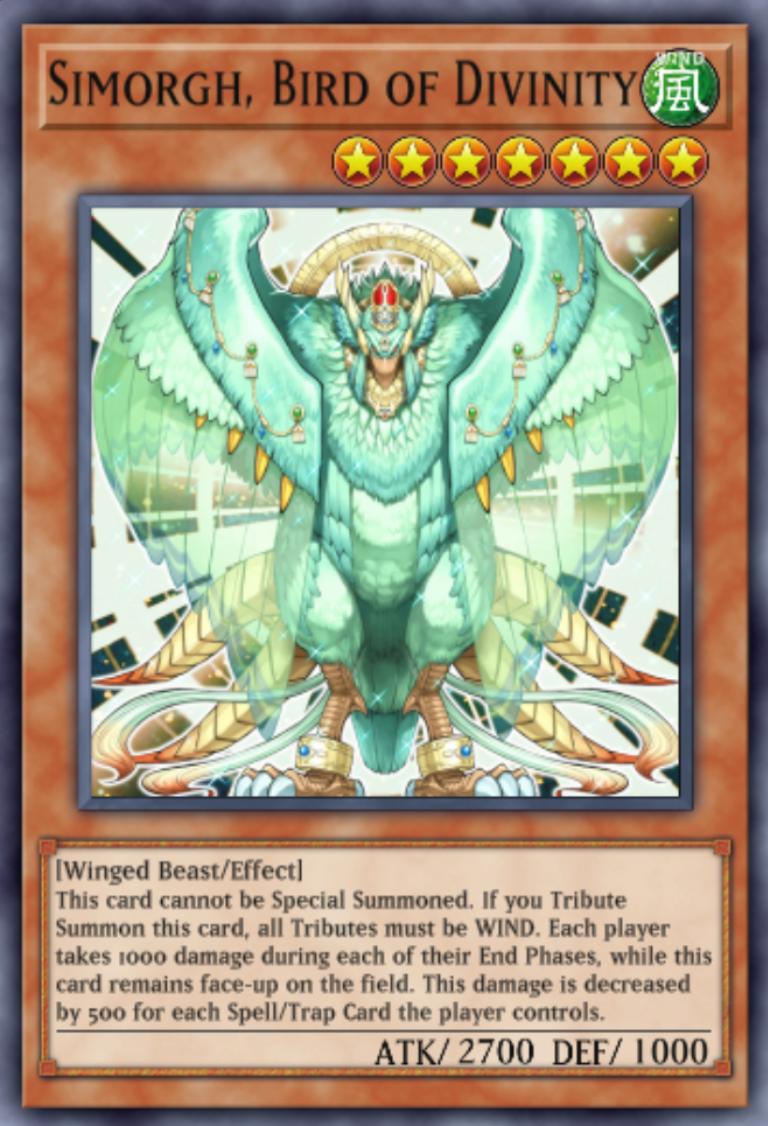 SIMORGH, BIRD OF DIVINITY
WIND
風
[Winged Beast/Effect]
This card cannot be Special Summoned. If you Tribute
Summon this card, all Tributes must be WIND. Each player
takes 1000 damage during each of their End Phases, while this
card remains face-up on the field. This damage is decreased
by 500 for each Spell/Trap Card the player controls.
ATK/ 2700 DEF/ 1000